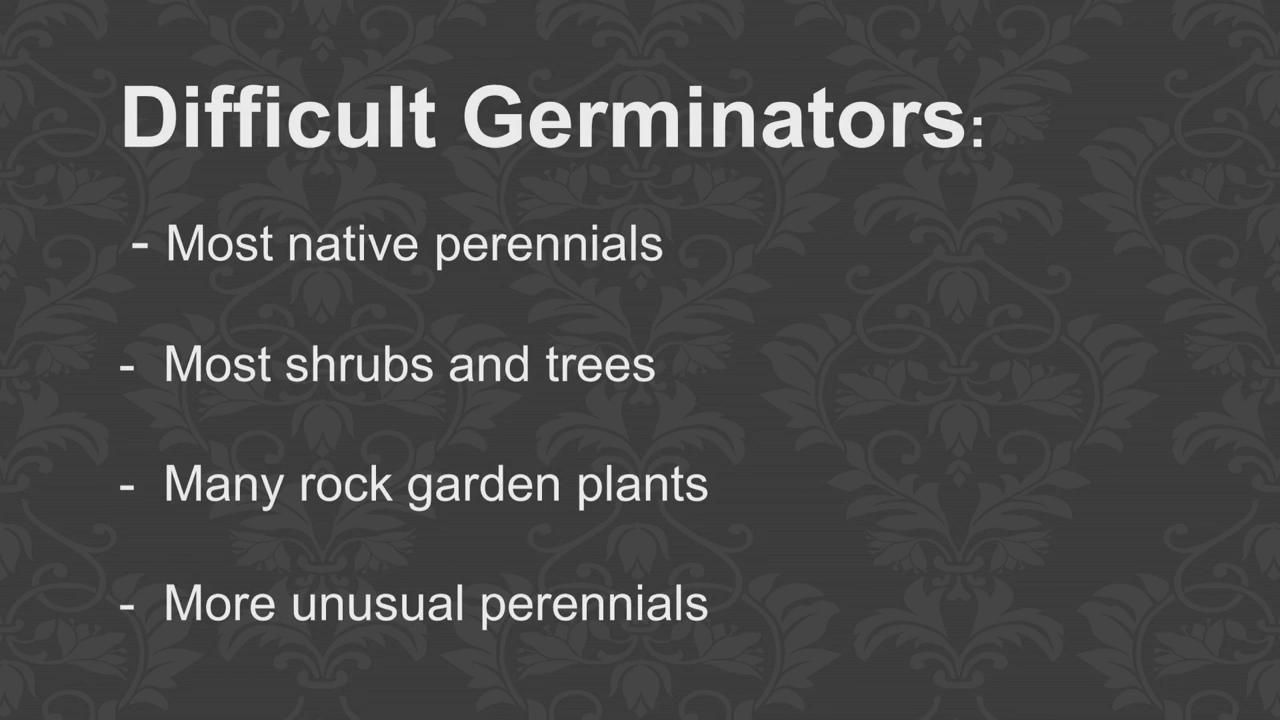 Difficult Germinators:
- Most native perennials
- Most shrubs and trees
- Many rock garden plants
- More unusual perennials